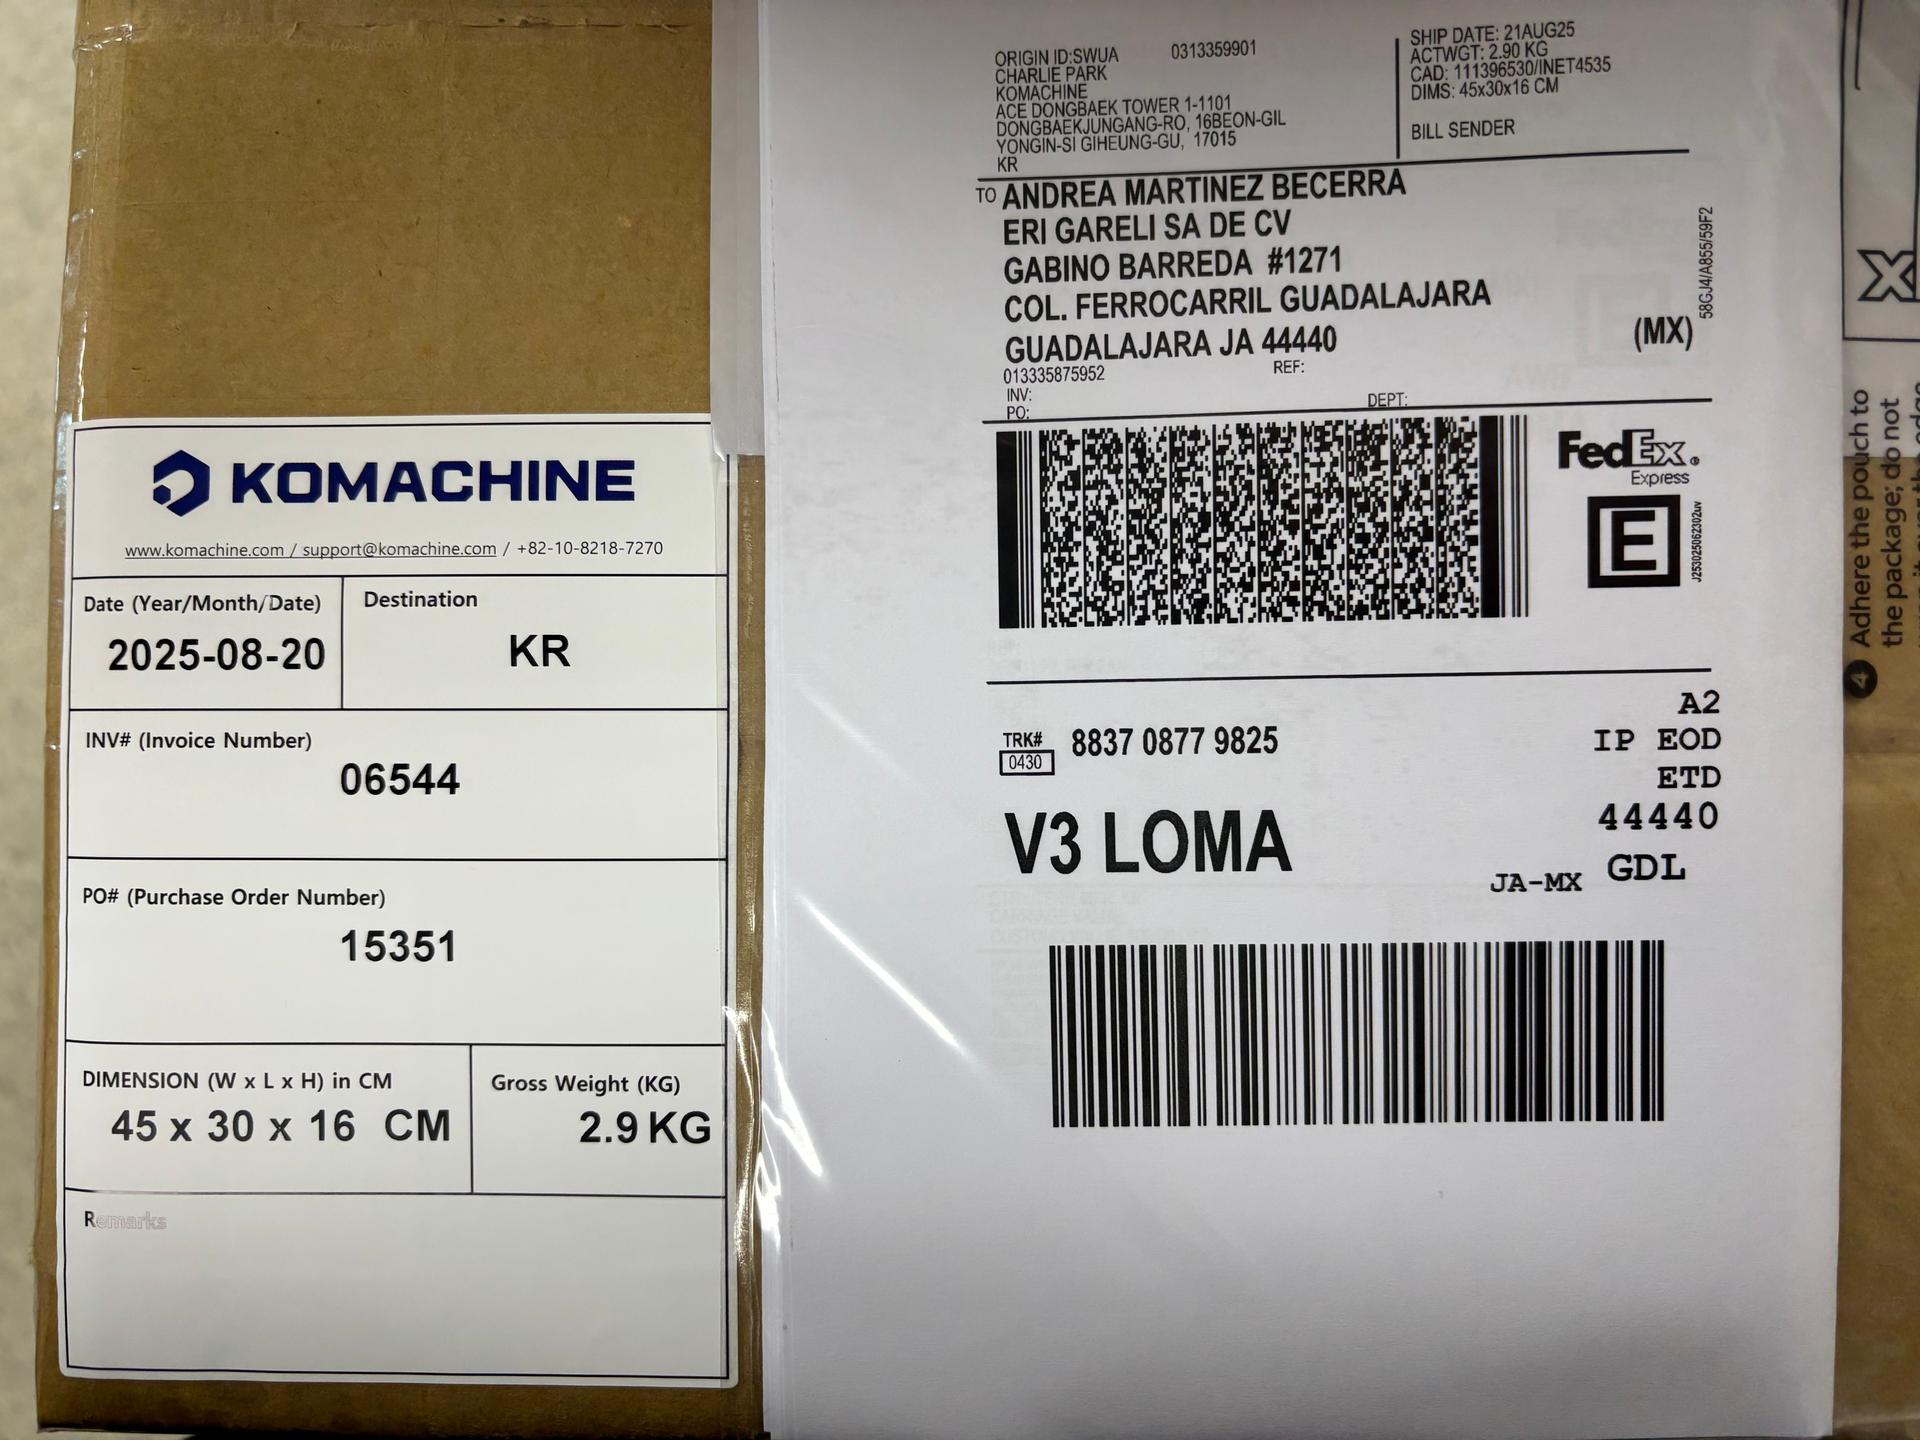 KOMACHINE
www.komachine.com / support@komachine.com / +82-10-8218-7270
Date (Year/Month/Date)
2025-08-20
Destination
KR
INV# (Invoice Number)
06544
PO# (Purchase Order Number)
15351
DIMENSION (W x L x H) in CM
45 x 30 x 16 CM
Gross Weight (KG)
2.9 KG
Remarks
ORIGIN ID:SWUA 0313359901
CHARLIE PARK
KOMACHINE
ACE DONGBAEK TOWER 1-1101
DONGBAEKJUNGANG-RO, 16BEON-GIL
YONGIN-SI GIHEUNG-GU, 17015
KR
SHIP DATE: 21AUG25
ACTWGT: 2.90 KG
CAD: 111396530/INET4535
DIMS: 45x30x16 CM
BILL SENDER
TO ANDREA MARTINEZ BECERRA
ERI GARELI SA DE CV
GABINO BARREDA #1271
COL. FERROCARRIL GUADALAJARA
GUADALAJARA JA 44440
(MX)
013335875952
REF:
INV:
PO:
DEPT:
58GJ4/A855/59F2
FedEx
Express
E
J253025062302uv
TRK# 8837 0877 9825
0430
A2
IP EOD
ETD
44440
V3 LOMA
JA-MX GDL
4 Adhere the pouch to
the package; do not